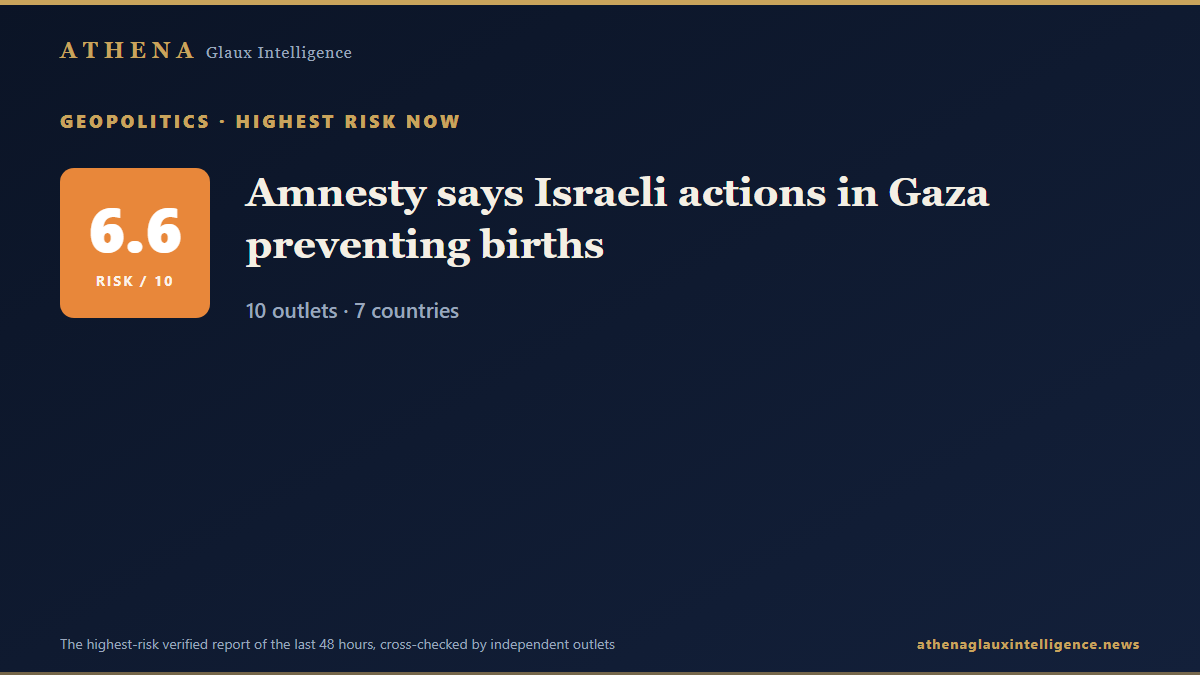 ATHENA Glaux Intelligence
GEOPOLITICS · HIGHEST RISK NOW
6.6
RISK / 10
Amnesty says Israeli actions in Gaza
preventing births
10 outlets · 7 countries
The highest-risk verified report of the last 48 hours, cross-checked by independent outlets
athenaglauxintelligence.news